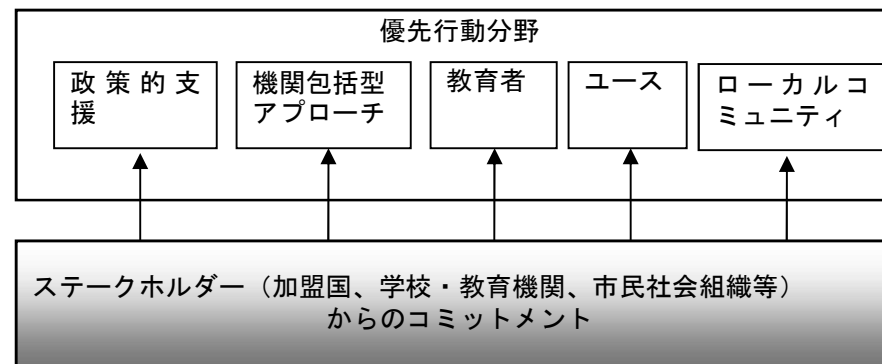 優先行動分野
政策的支
援
機関包括型
アプローチ
教育者
ユース
ローカルコ
ミュニティ
ステークホルダー（加盟国、学校・教育機関、市民社会組織等）
からのコミットメント